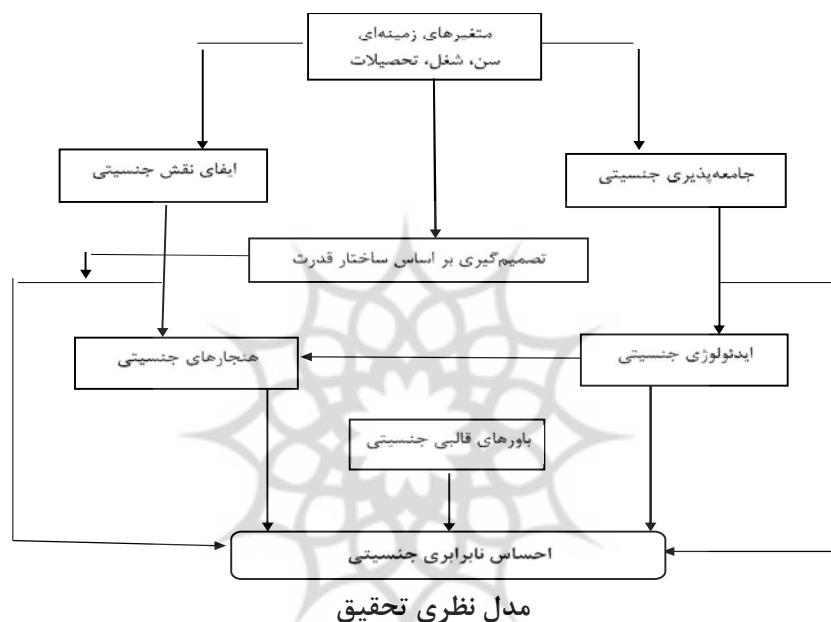 متغیرهای زمینه‌ای
سن، شغل، تحصیلات
جامعه‌پذیری جنسیتی
ایفای نقش جنسیتی
تصمیم‌گیری بر اساس ساختار قدرت
ایدئولوژی جنسیتی
هنجارهای جنسیتی
باورهای قالبی جنسیتی
احساس نابرابری جنسیتی
مدل نظری تحقیق